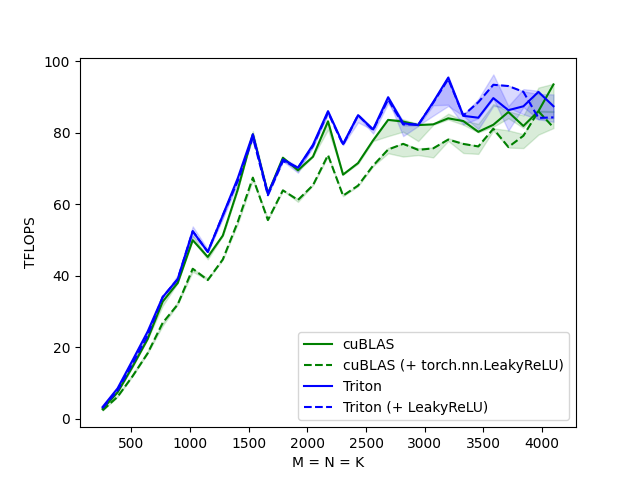 100
80
60
40
20
0
TFLOPS
500 1000 1500 2000 2500 3000 3500 4000
M = N = K
cuBLAS
cuBLAS (+ torch.nn.LeakyReLU)
Triton
Triton (+ LeakyReLU)